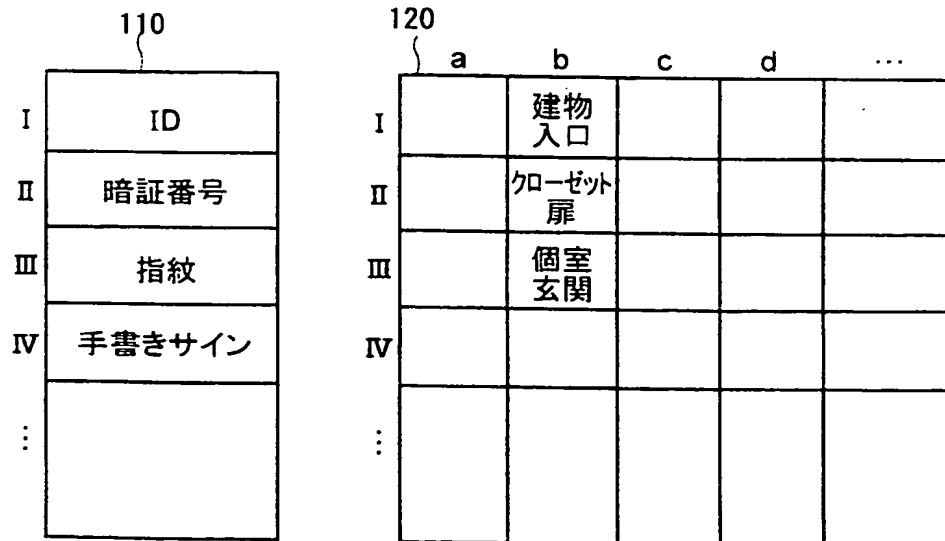 110
I ID
II 暗証番号
III 指紋
IV 手書きサイン
⋮
120
a b c d …
I 建物
入口
II クローゼット
扉
III 個室
玄関
IV
⋮